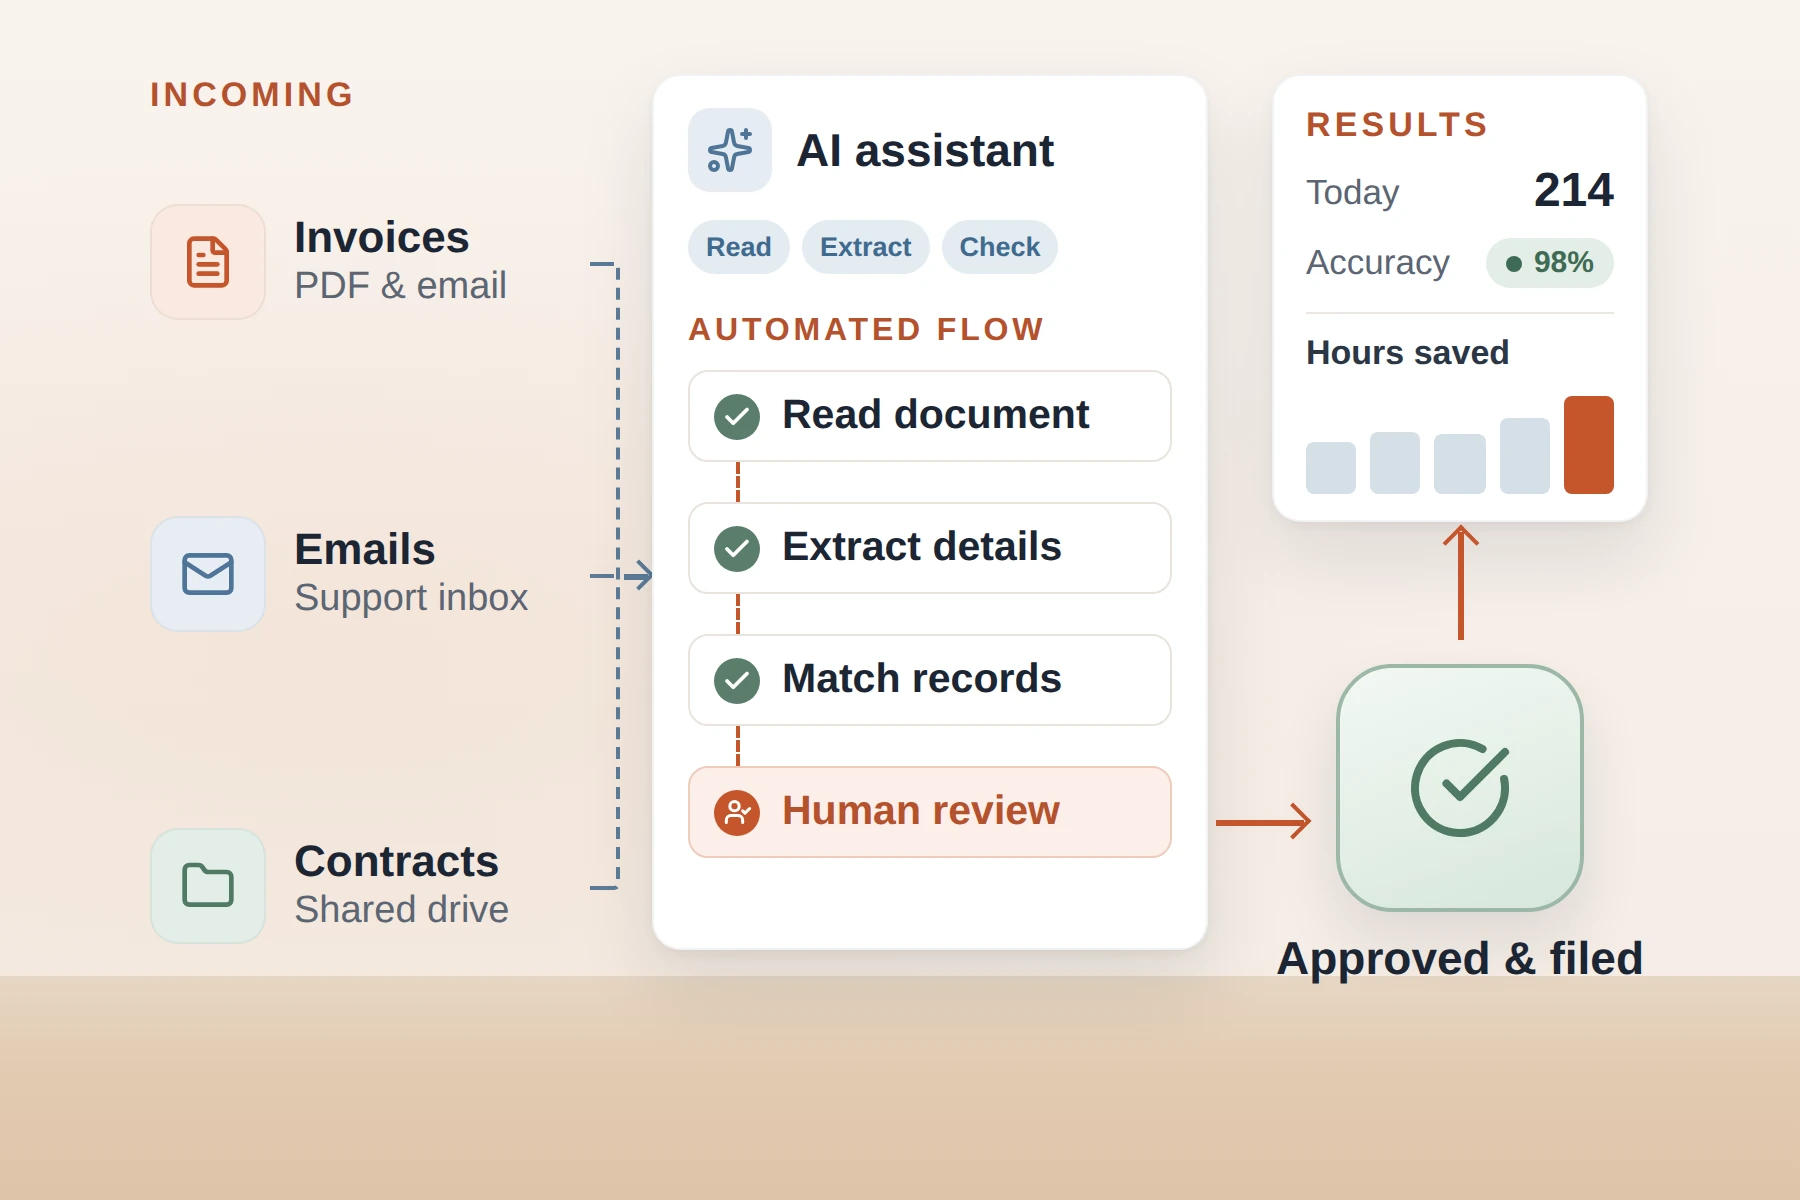 INCOMING
Invoices
PDF & email
Emails
Support inbox
Contracts
Shared drive
AI assistant
Read
Extract
Check
AUTOMATED FLOW
Read document
Extract details
Match records
Human review
RESULTS
Today 214
Accuracy 98%
Hours saved
Approved & filed